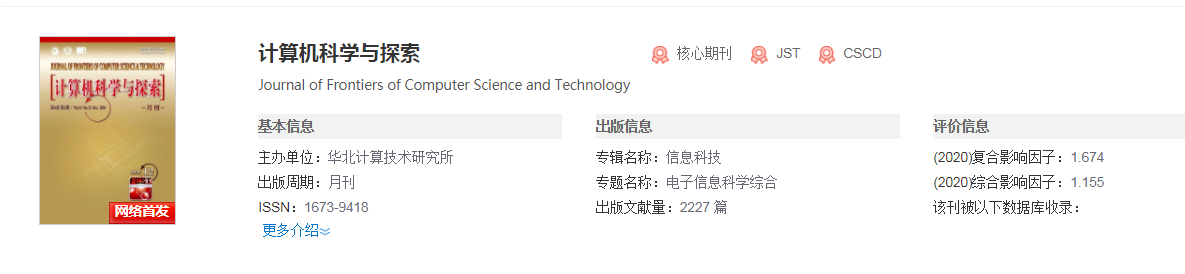 计算机科学与探索
核心期刊 JST CSCD
Journal of Frontiers of Computer Science and Technology
JOURNAL OF FRONTIERS OF COMPUTER SCIENCE & TECHNOLOGY
计算机科学与探索
月刊
网络首发
基本信息
主办单位：华北计算技术研究所
出版周期：月刊
ISSN：1673-9418
更多介绍
出版信息
专辑名称：信息科技
专题名称：电子信息科学综合
出版文献量：2227 篇
评价信息
(2020)复合影响因子：1.674
(2020)综合影响因子：1.155
该刊被以下数据库收录：